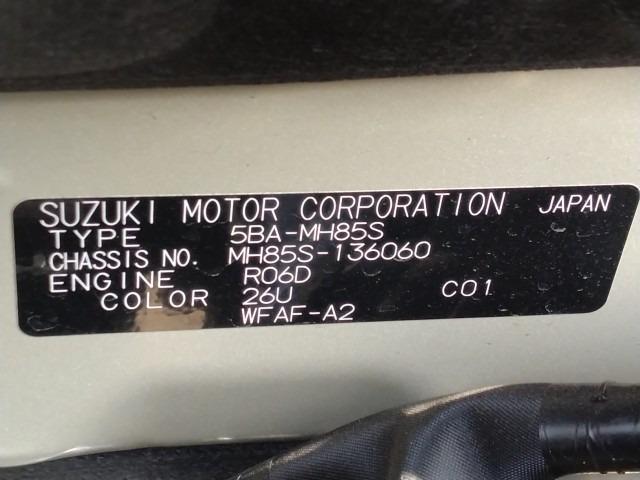 SUZUKI MOTOR CORPORATION JAPAN
TYPE 5BA-MH85S
CHASSIS NO. MH85S-136060
ENGINE R06D
COLOR 26U C01
WFAF-A2